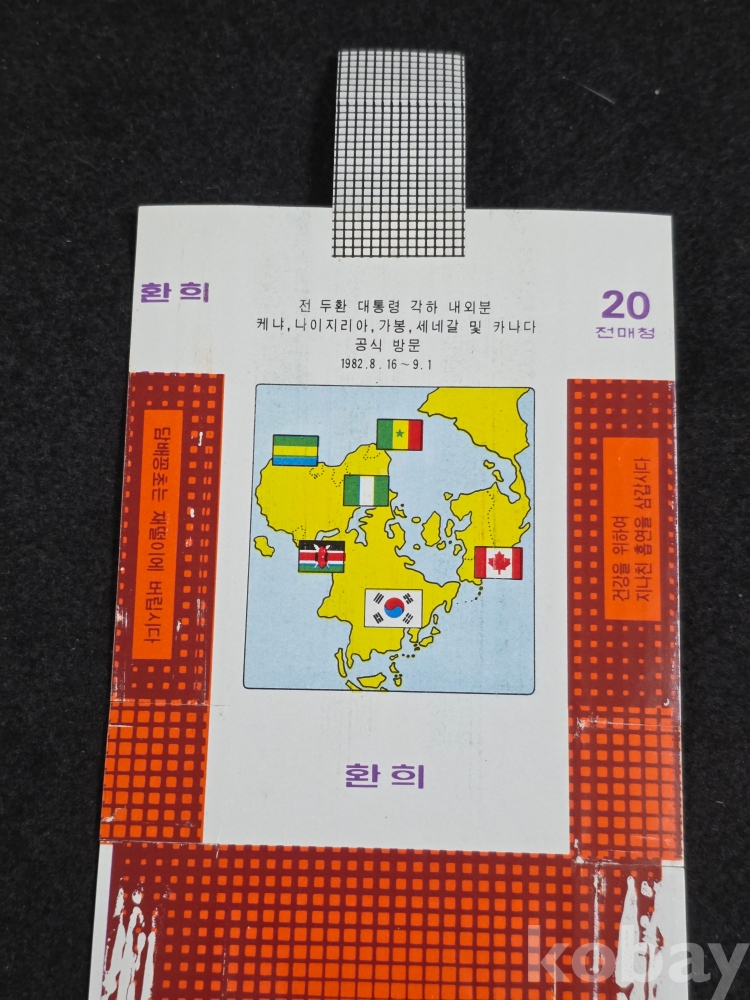 환희
20
전매청
전 두환 대통령 각하 내외분
케냐,나이지리아,가봉,세네갈 및 카나다
공식 방문
1982.8.16~9.1
담배꽁초는 재떨이에 버립시다
건강을 위하여
지나친 흡연을 삼갑시다
환희
kobay